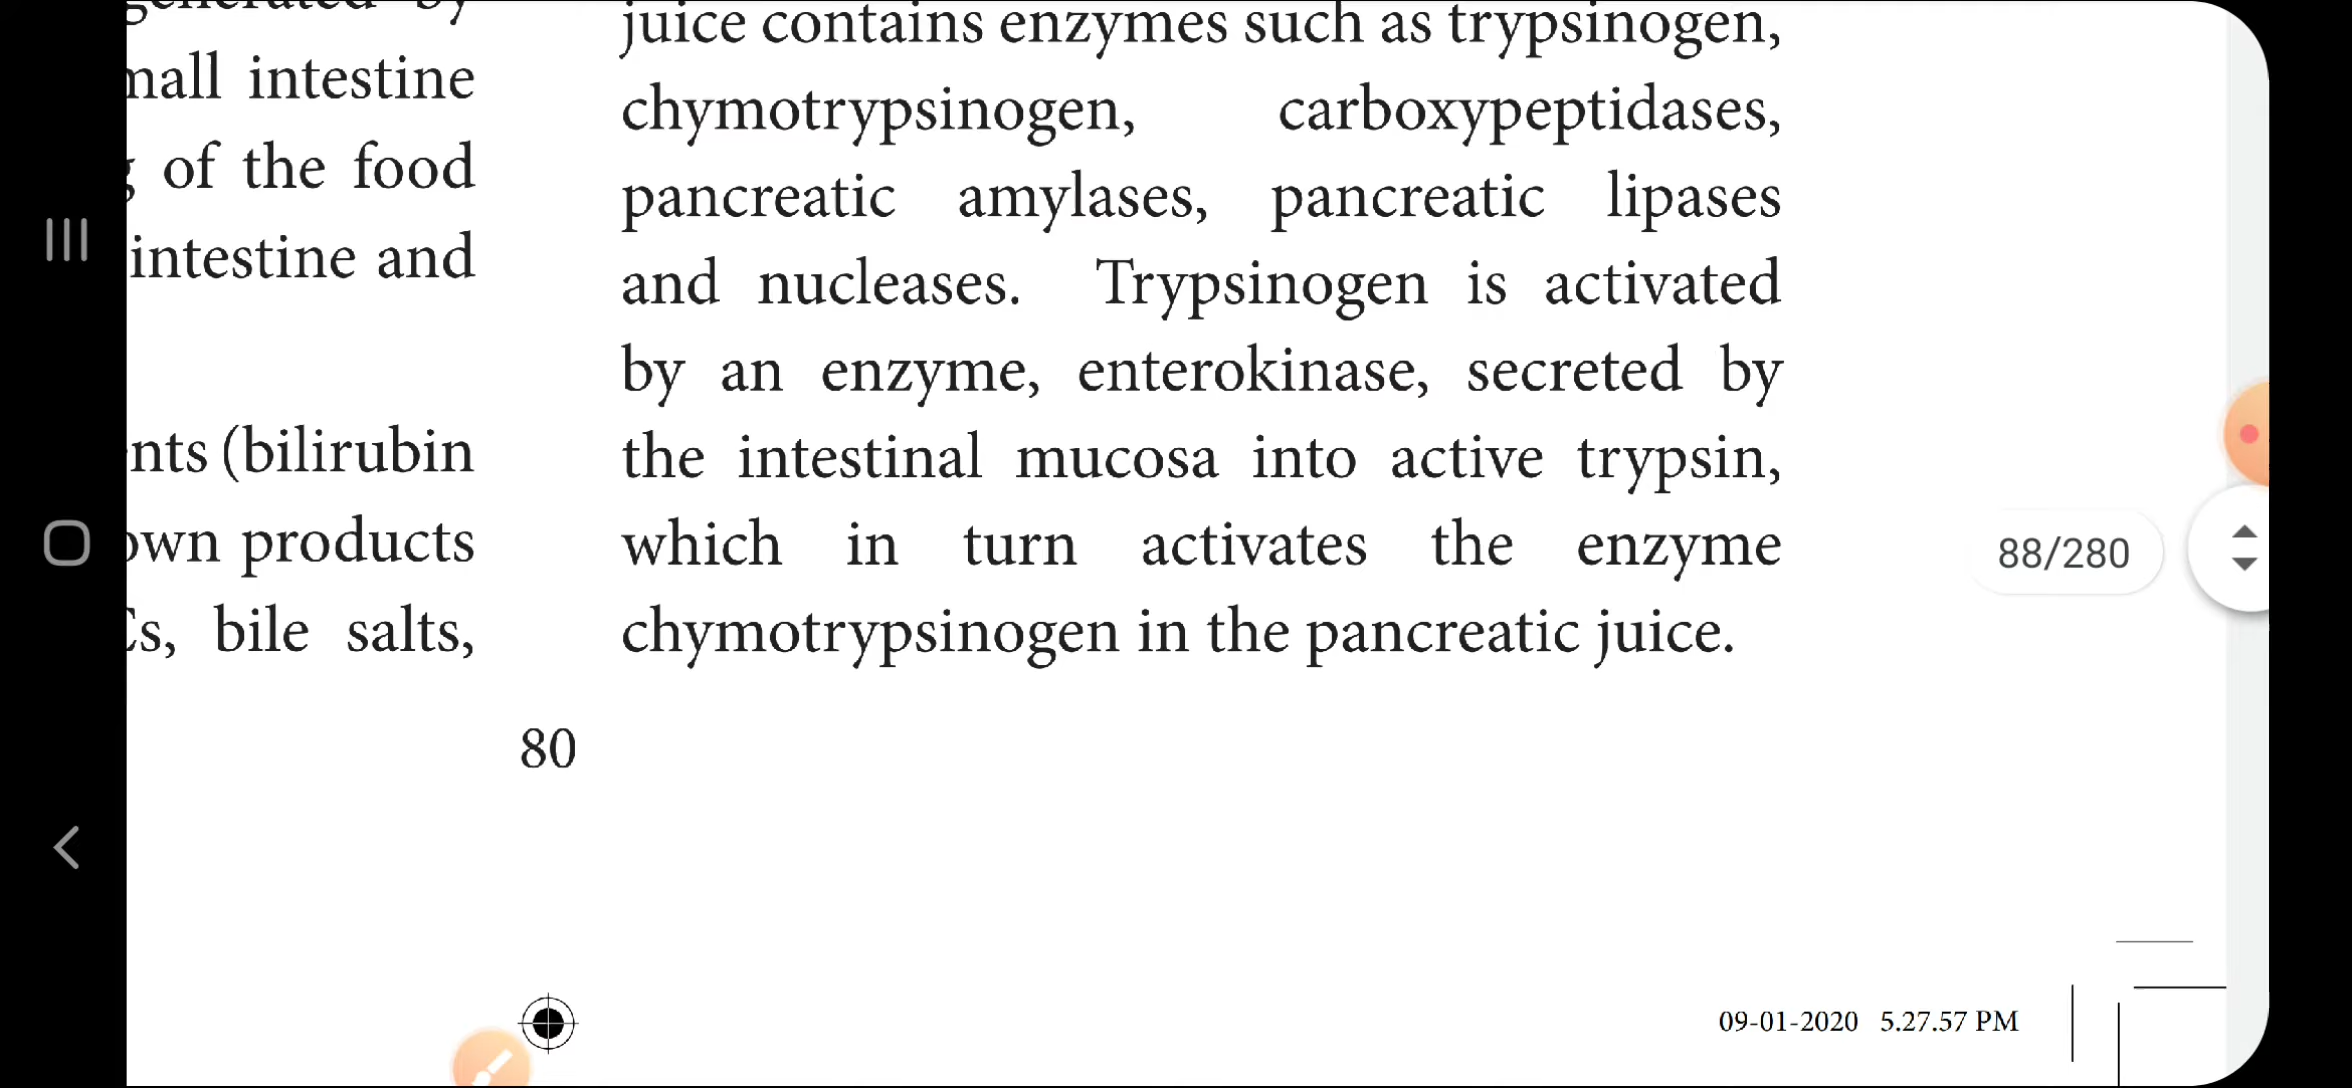 mall intestine
of the food
intestine and
(bilirubin
products
bile salts,
juice contains enzymes such as trypsinogen,
chymotrypsinogen, carboxypeptidases,
pancreatic amylases, pancreatic lipases
and nucleases. Trypsinogen is activated
by an enzyme, enterokinase, secreted by
the intestinal mucosa into active trypsin,
which in turn activates the enzyme
chymotrypsinogen in the pancreatic juice.
80
88/280
09-01-2020 5.27.57 PM